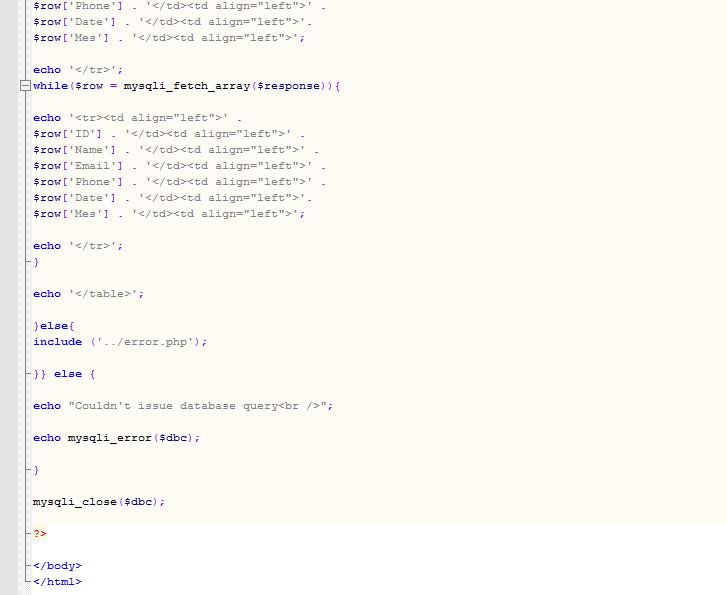 $row['Phone'] . '</td><td align="left">' .
$row['Date'] . '</td><td align="left">'.
$row['Mes'] . '</td><td align="left">';
echo '</tr>';
while($row = mysqli_fetch_array($response)){
echo '<tr><td align="left">' .
$row['ID'] . '</td><td align="left">' .
$row['Name'] . '</td><td align="left">' .
$row['Email'] . '</td><td align="left">' .
$row['Phone'] . '</td><td align="left">' .
$row['Date'] . '</td><td align="left">'.
$row['Mes'] . '</td><td align="left">';
echo '</tr>';
}
echo '</table>';
}else{
include ('../error.php');
}} else {
echo "Couldn't issue database query<br />";
echo mysqli_error($dbc);
}
mysqli_close($dbc);
?>
</body>
</html>